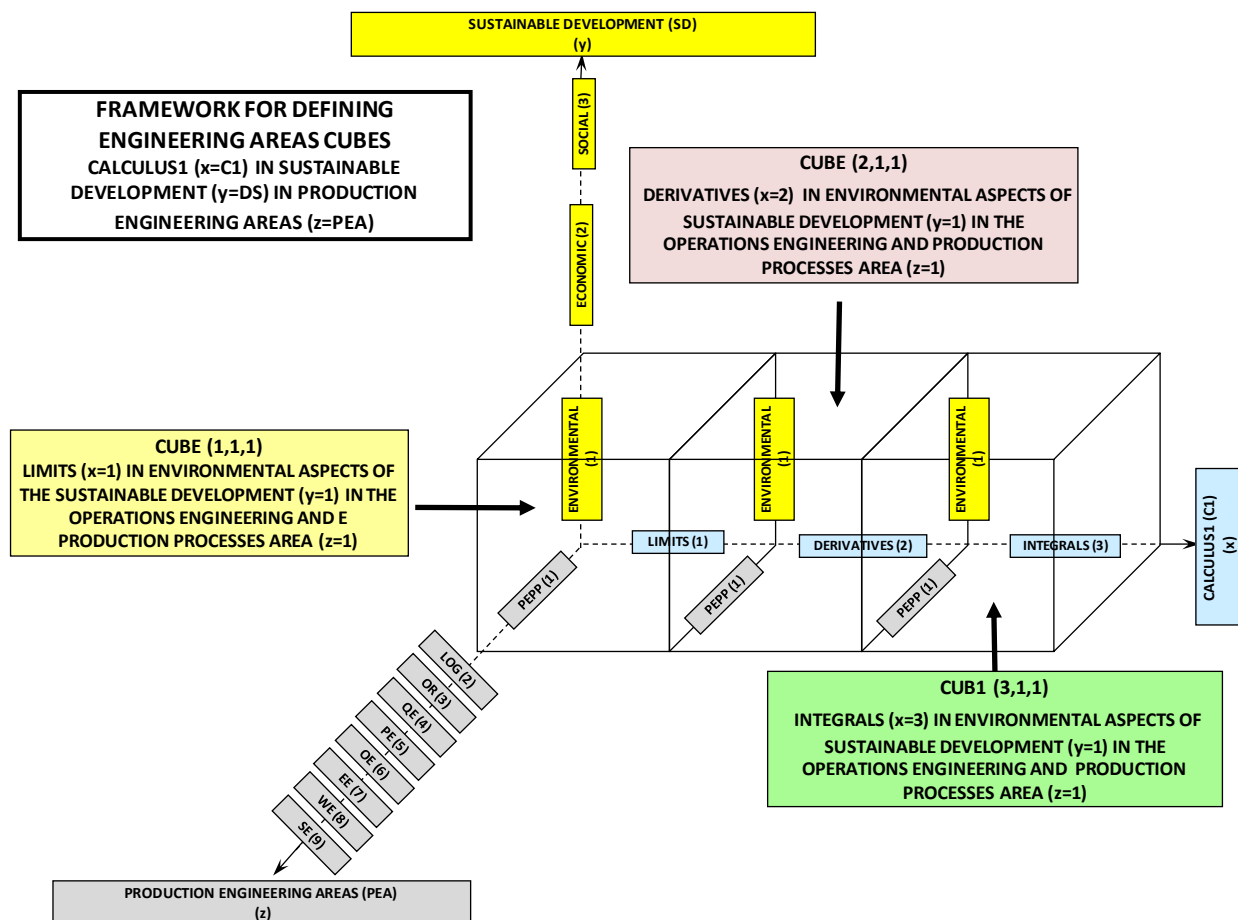 SUSTAINABLE DEVELOPMENT (SD)
(y)
SOCIAL (3)
ECONOMIC (2)
FRAMEWORK FOR DEFINING
ENGINEERING AREAS CUBES
CALCULUS1 (x=C1) IN SUSTAINABLE
DEVELOPMENT (y=DS) IN PRODUCTION
ENGINEERING AREAS (z=PEA)
CUBE (2,1,1)
DERIVATIVES (x=2) IN ENVIRONMENTAL ASPECTS OF
SUSTAINABLE DEVELOPMENT (y=1) IN THE
OPERATIONS ENGINEERING AND PRODUCTION
PROCESSES AREA (z=1)
CUBE (1,1,1)
LIMITS (x=1) IN ENVIRONMENTAL ASPECTS OF
THE SUSTAINABLE DEVELOPMENT (y=1) IN THE
OPERATIONS ENGINEERING AND E
PRODUCTION PROCESSES AREA (z=1)
ENVIRONMENTAL
(1)
ENVIRONMENTAL
(1)
ENVIRONMENTAL
(1)
LIMITS (1)
DERIVATIVES (2)
INTEGRALS (3)
CALCULUS1 (C1)
(x)
PEPP (1)
PEPP (1)
PEPP (1)
LOG (2)
OR (3)
QE (4)
PE (5)
OE (6)
EE (7)
WE (8)
SE (9)
CUB1 (3,1,1)
INTEGRALS (x=3) IN ENVIRONMENTAL ASPECTS OF
SUSTAINABLE DEVELOPMENT (y=1) IN THE
OPERATIONS ENGINEERING AND PRODUCTION
PROCESSES AREA (z=1)
PRODUCTION ENGINEERING AREAS (PEA)
(z)